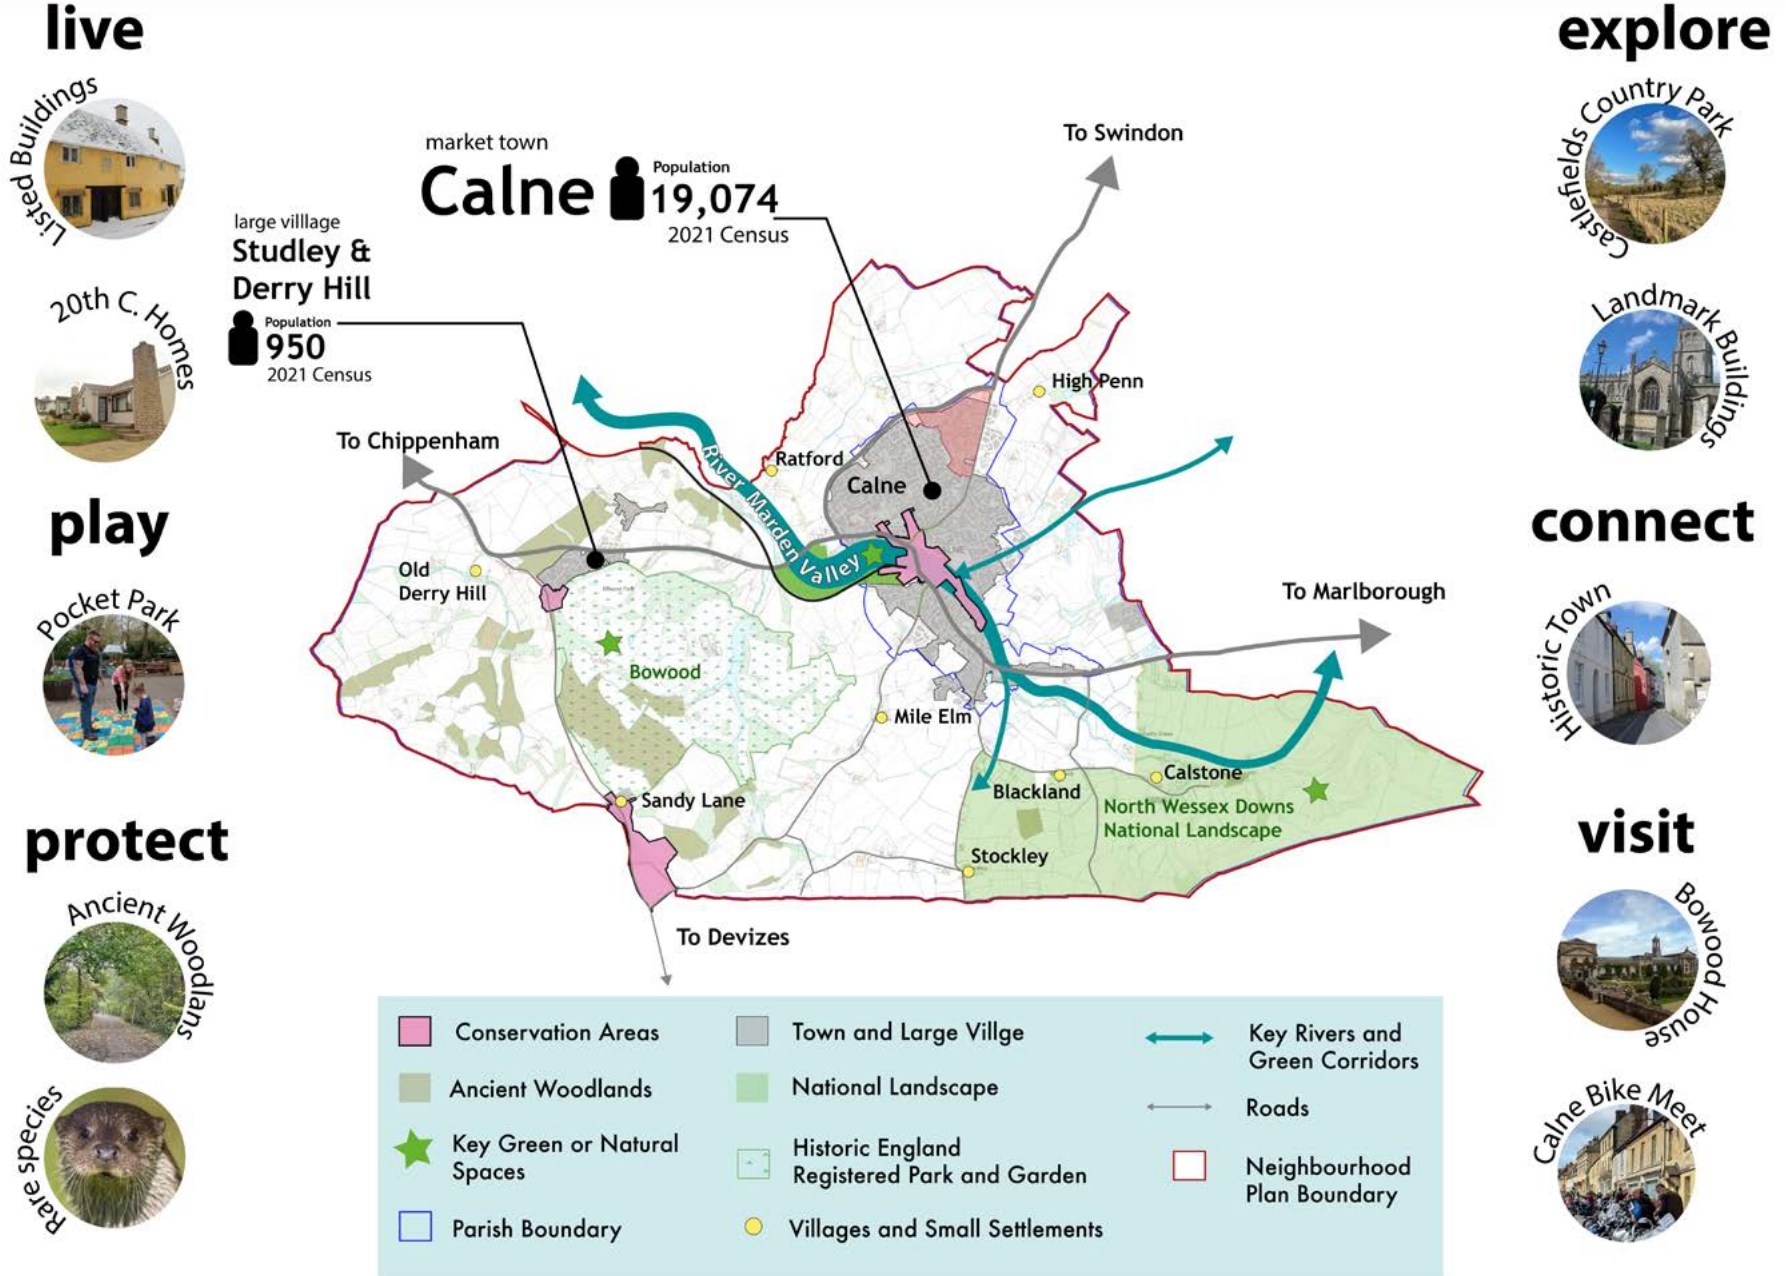 live
Listed Buildings
20th C. Homes
play
Pocket Park
protect
Ancient Woodlans
Rare species
market town
Calne
Population
19,074
2021 Census
large villlage
Studley &
Derry Hill
Population
950
2021 Census
To Swindon
To Chippenham
High Penn
Ratford
Calne
River Marden Valley
Old
Derry Hill
To Marlborough
Bowood
Mile Elm
Sandy Lane
Blackland
Calstone
North Wessex Downs
National Landscape
Stockley
To Devizes
Conservation Areas
Ancient Woodlands
Key Green or Natural
Spaces
Parish Boundary
Town and Large Villge
National Landscape
Historic England
Registered Park and Garden
Villages and Small Settlements
Key Rivers and
Green Corridors
Roads
Neighbourhood
Plan Boundary
explore
Castlefields Country Park
Landmark Buildings
connect
Historic Town
visit
Bowood House
Calne Bike Meet